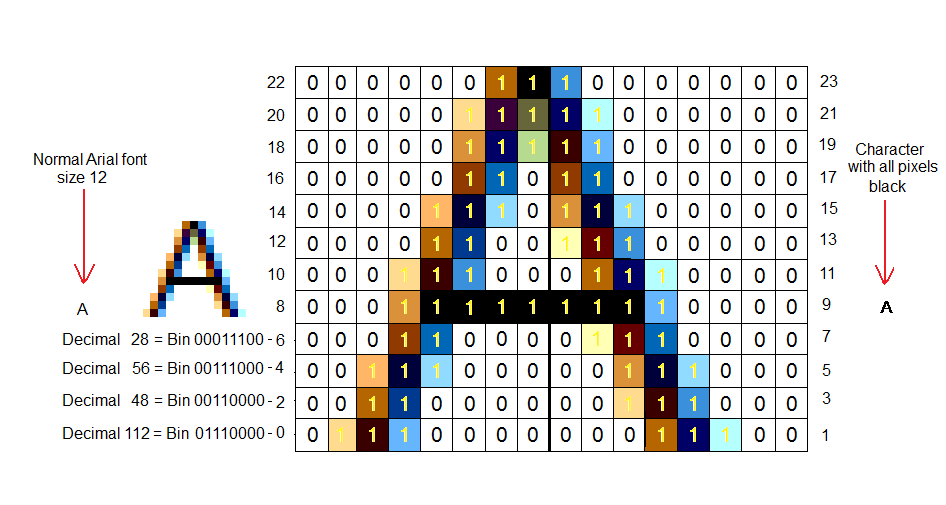 22 0 0 0 0 0 0 1 1 1 0 0 0 0 0 0 0 23
20 0 0 0 0 0 1 1 1 1 1 0 0 0 0 0 0 21
18 0 0 0 0 0 1 1 1 1 1 0 0 0 0 0 0 19
Normal Arial font
size 12
Character
with all pixels
black
16 0 0 0 0 0 1 1 0 1 1 0 0 0 0 0 0 17
14 0 0 0 0 1 1 1 0 1 1 1 0 0 0 0 0 15
12 0 0 0 0 1 1 0 0 1 1 1 0 0 0 0 0 13
10 0 0 0 1 1 1 0 0 0 1 1 1 0 0 0 0 11
A
A
8 0 0 0 1 1 1 1 1 1 1 1 1 0 0 0 0 9
A
Decimal 28 = Bin 00011100 - 6 0 0 0 1 1 0 0 0 0 1 1 1 0 0 0 0 7
Decimal 56 = Bin 00111000 - 4 0 0 1 1 1 0 0 0 0 0 1 1 1 0 0 0 5
Decimal 48 = Bin 00110000 - 2 0 0 1 1 0 0 0 0 0 0 1 1 1 0 0 0 3
Decimal 112 = Bin 01110000 - 0 0 1 1 1 0 0 0 0 0 0 0 1 1 1 0 0 1